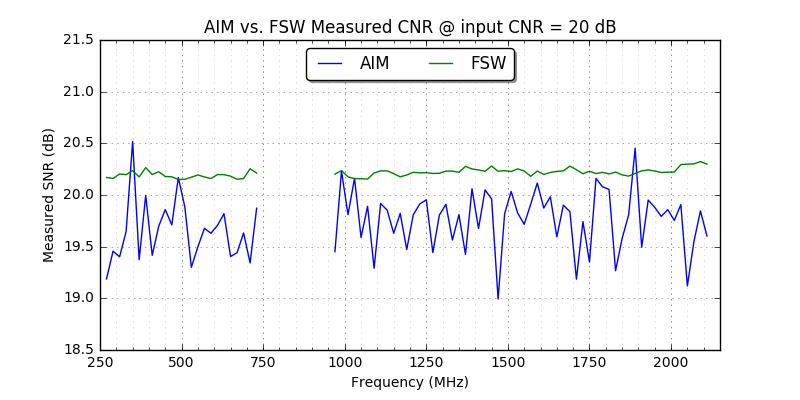 AIM vs. FSW Measured CNR @ input CNR = 20 dB
AIM FSW
Measured SNR (dB)
21.5
21.0
20.5
20.0
19.5
19.0
18.5
250 500 750 1000 1250 1500 1750 2000
Frequency (MHz)